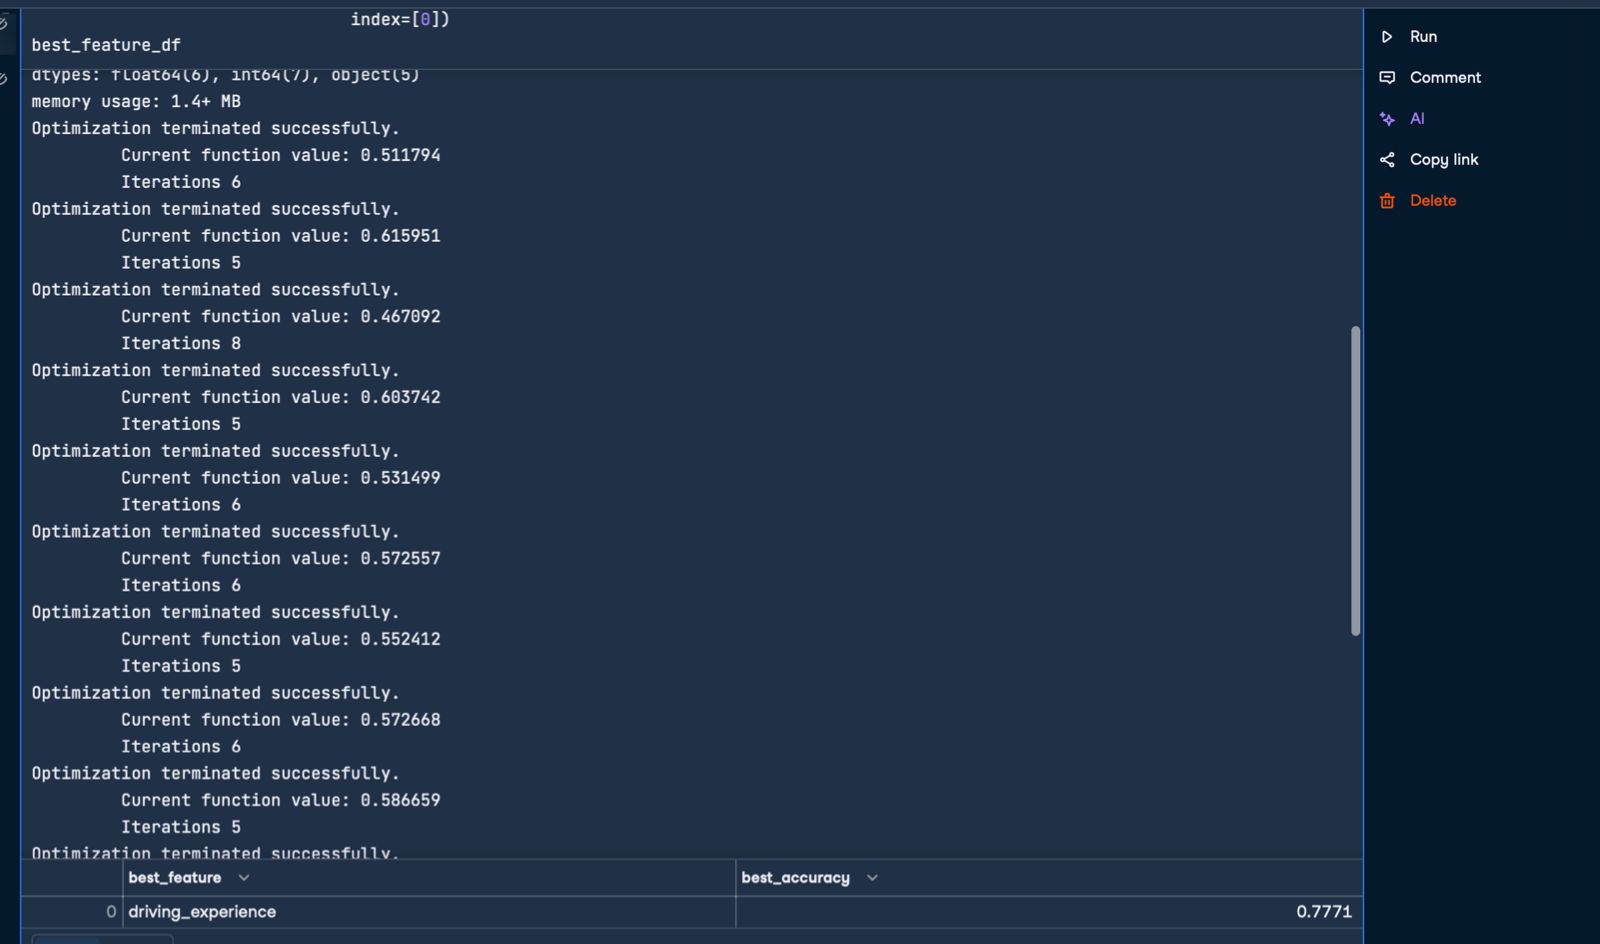 index=[0])
best_feature_df
dtypes: float64(6), int64(7), object(5)
memory usage: 1.4+ MB
Optimization terminated successfully.
Current function value: 0.511794
Iterations 6
Optimization terminated successfully.
Current function value: 0.615951
Iterations 5
Optimization terminated successfully.
Current function value: 0.467092
Iterations 8
Optimization terminated successfully.
Current function value: 0.603742
Iterations 5
Optimization terminated successfully.
Current function value: 0.531499
Iterations 6
Optimization terminated successfully.
Current function value: 0.572557
Iterations 6
Optimization terminated successfully.
Current function value: 0.552412
Iterations 5
Optimization terminated successfully.
Current function value: 0.572668
Iterations 6
Optimization terminated successfully.
Current function value: 0.586659
Iterations 5
Optimization terminated successfully.
best_feature best_accuracy
0 driving_experience 0.7771
Run
Comment
AI
Copy link
Delete